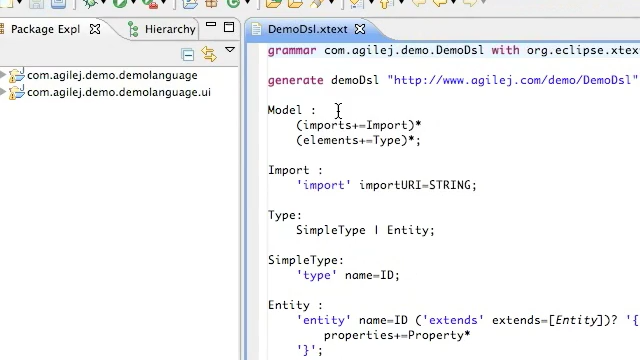 Package Expl
Hierarchy
com.agilej.demo.demolanguage
com.agilej.demo.demolanguage.ui
DemoDsl.xtext
grammar com.agilej.demo.DemoDsl with org.eclipse.xtex
generate demoDsl "http://www.agilej.com/demo/DemoDsl"
Model :
(imports+=Import)*
(elements+=Type)*;
Import :
'import' importURI=STRING;
Type:
SimpleType | Entity;
SimpleType:
'type' name=ID;
Entity :
'entity' name=ID ('extends' extends=[Entity])? '{
properties+=Property*
'}';